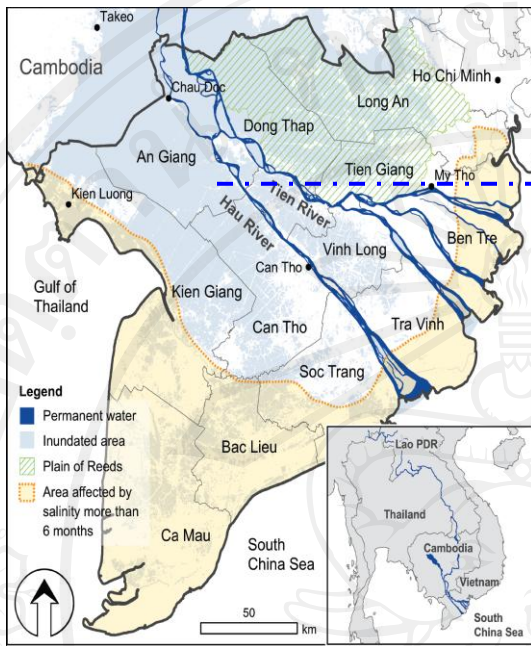 Takeo
Cambodia
Ho Chi Minh
Chau Doc
Long An
Dong Thap
An Giang
Tien Giang
My Tho
Kien Luong
Tien River
Hau River
Ben Tre
Vinh Long
Gulf of
Thailand
Can Tho
Kien Giang
Tra Vinh
Can Tho
Soc Trang
Legend
Permanent water
Inundated area
Plain of Reeds
Area affected by
salinity more than
6 months
Bac Lieu
Ca Mau
South
China Sea
50
km
Lao PDR
Thailand
Cambodia
Vietnam
South
China Sea